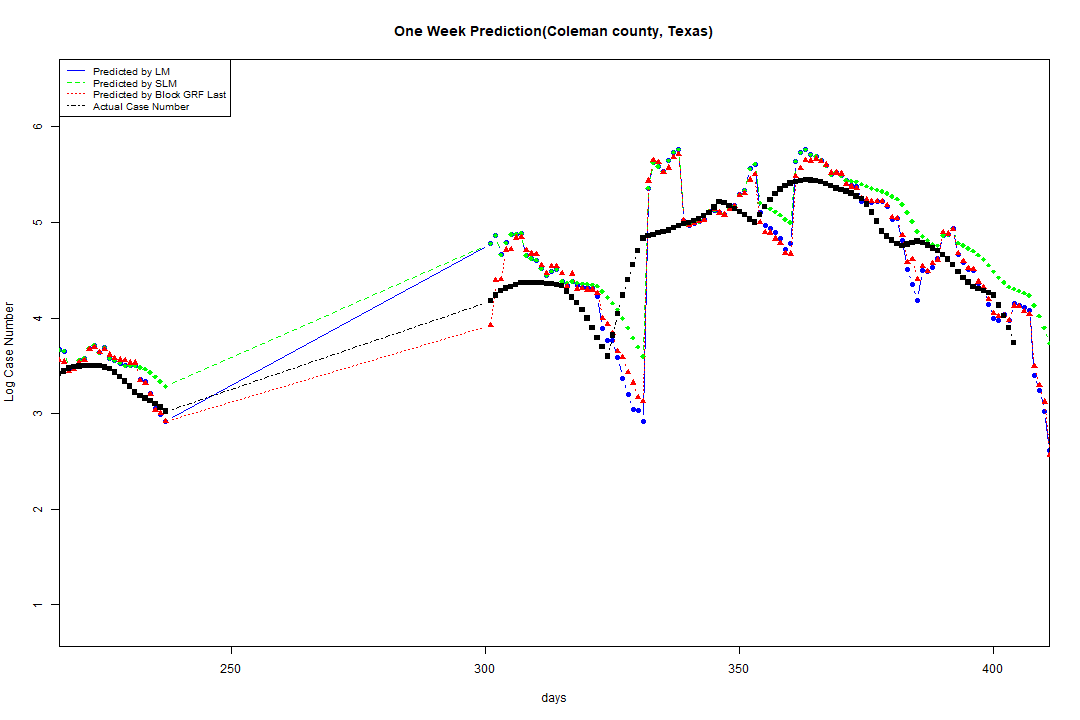 One Week Prediction(Coleman county, Texas)
Predicted by LM
Predicted by SLM
Predicted by Block GRF Last
Actual Case Number
Log Case Number
6
5
4
3
2
1
250 300 350 400
days